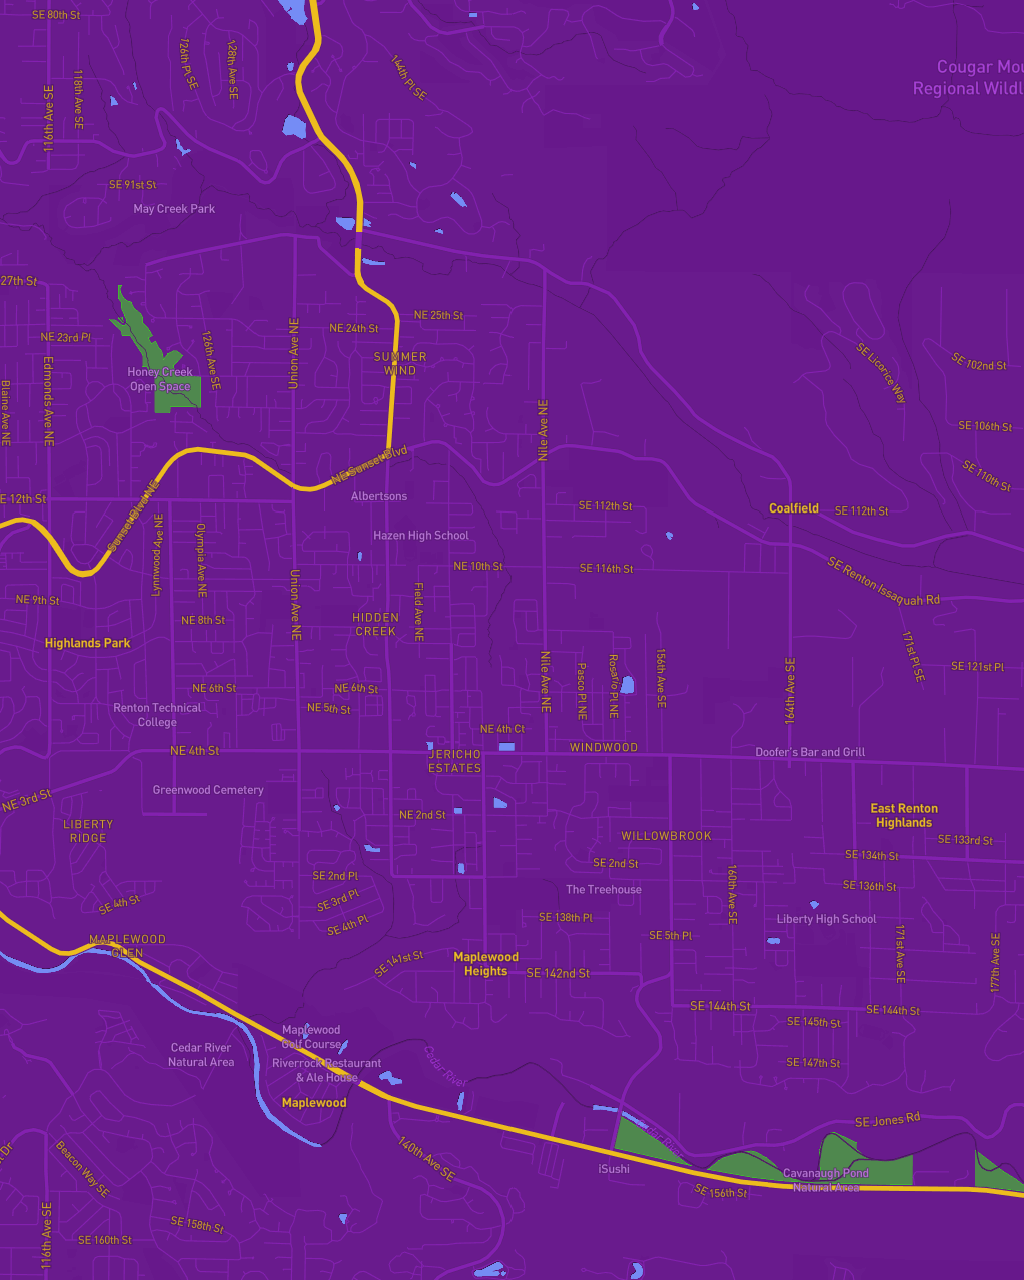 SE 80th St
126th Pl SE
128th Ave SE
144th Pl SE
118th Ave SE
116th Ave SE
Cougar Mou
Regional Wildl
SE 91st St
May Creek Park
27th St
NE 23rd Pl
126th Ave SE
NE 24th St
NE 25th St
Union Ave NE
SUMMER
WIND
Honey Creek
Open Space
Blaine Ave NE
Edmonds Ave NE
SE Licorice Way
SE 102nd St
Nile Ave NE
SE 106th St
NE Sunset Blvd
SE 110th St
E 12th St
Sunset Blvd NE
Albertsons
SE 112th St
Coalfield
SE 112th St
Lynnwood Ave NE
Olympia Ave NE
Hazen High School
NE 10th St
SE 116th St
SE Renton Issaquah Rd
NE 9th St
Union Ave NE
Field Ave NE
NE 8th St
HIDDEN
CREEK
Highlands Park
171st Pl SE
SE 121st Pl
Nile Ave NE
Pasco Pl NE
Rosario Pl NE
156th Ave SE
164th Ave SE
NE 6th St
NE 6th St
NE 5th St
Renton Technical
College
NE 4th Ct
NE 4th St
JERICHO
ESTATES
WINDWOOD
Doofer's Bar and Grill
Greenwood Cemetery
NE 3rd St
NE 2nd St
East Renton
Highlands
LIBERTY
RIDGE
WILLOWBROOK
SE 133rd St
SE 134th St
SE 2nd St
SE 2nd Pl
SE 136th St
The Treehouse
160th Ave SE
SE 3rd Pl
SE 4th St
SE 4th Pl
SE 138th Pl
Liberty High School
MAPLEWOOD
GLEN
SE 5th Pl
171st Ave SE
177th Ave SE
SE 141st St
Maplewood
Heights
SE 142nd St
SE 144th St
SE 144th St
SE 145th St
Maplewood
Golf Course
Cedar River
Natural Area
Cedar River
Riverrock Restaurant
& Ale House
SE 147th St
Maplewood
SE Jones Rd
140th Ave SE
Beacon Way SE
iSushi
Cavanaugh Pond
Natural Area
SE 156th St
SE 158th St
116th Ave SE
SE 160th St